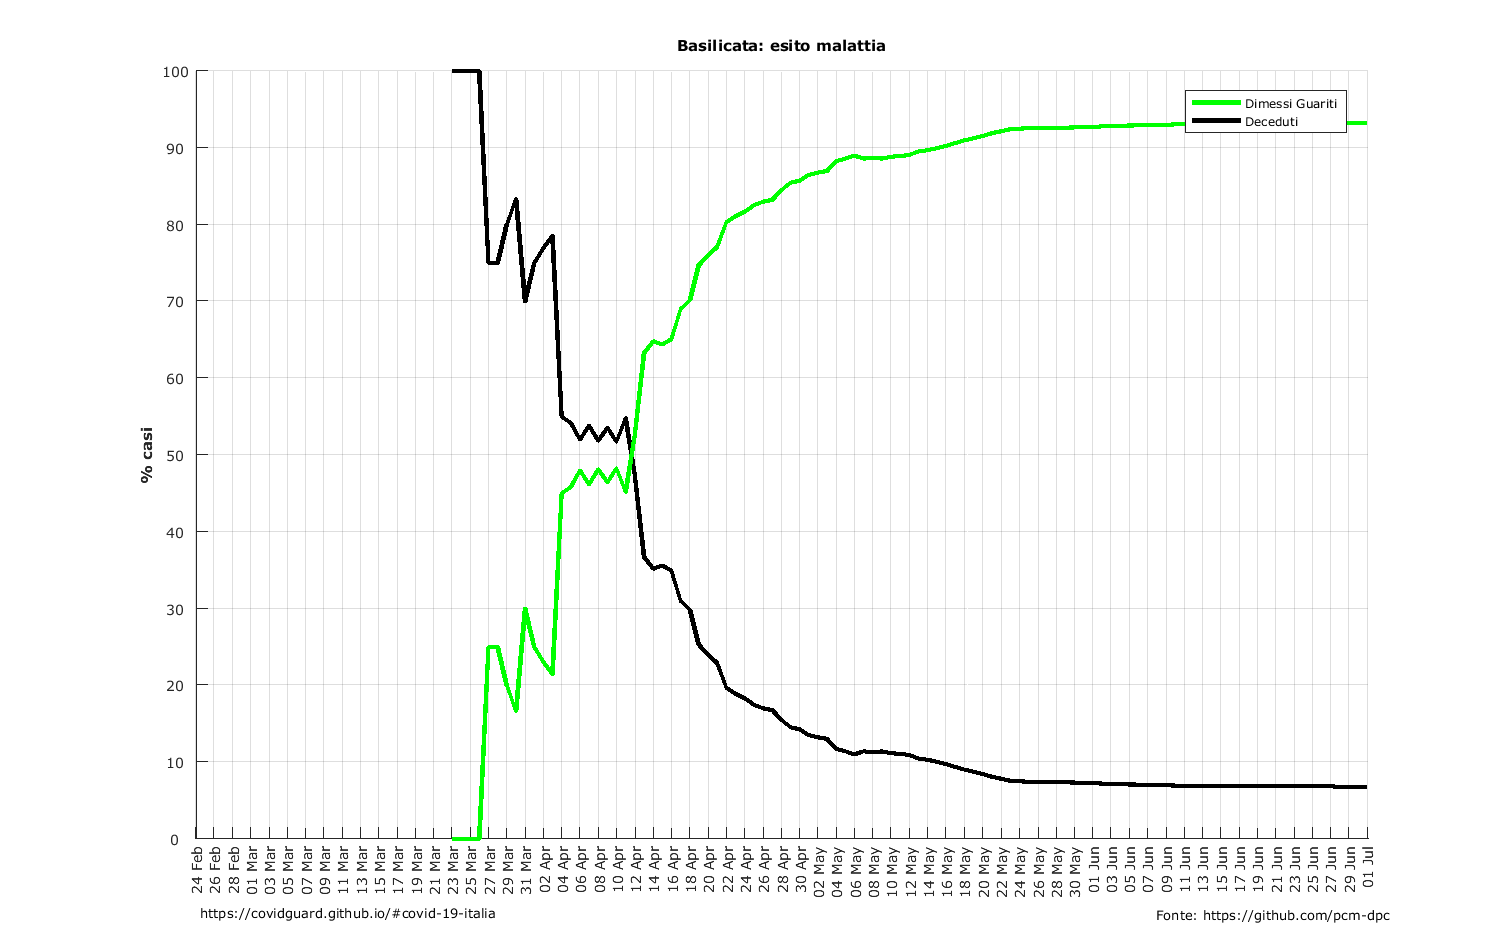 Basilicata: esito malattia
100
90
80
70
60
50
40
30
20
10
0
% casi
Dimessi Guariti
Deceduti
24 Feb
26 Feb
28 Feb
01 Mar
03 Mar
05 Mar
07 Mar
09 Mar
11 Mar
13 Mar
15 Mar
17 Mar
19 Mar
21 Mar
23 Mar
25 Mar
27 Mar
29 Mar
31 Mar
02 Apr
04 Apr
06 Apr
08 Apr
10 Apr
12 Apr
14 Apr
16 Apr
18 Apr
20 Apr
22 Apr
24 Apr
26 Apr
28 Apr
30 Apr
02 May
04 May
06 May
08 May
10 May
12 May
14 May
16 May
18 May
20 May
22 May
24 May
26 May
28 May
30 May
01 Jun
03 Jun
05 Jun
07 Jun
09 Jun
11 Jun
13 Jun
15 Jun
17 Jun
19 Jun
21 Jun
23 Jun
25 Jun
27 Jun
29 Jun
01 Jul
https://covidguard.github.io/#covid-19-italia
Fonte: https://github.com/pcm-dpc